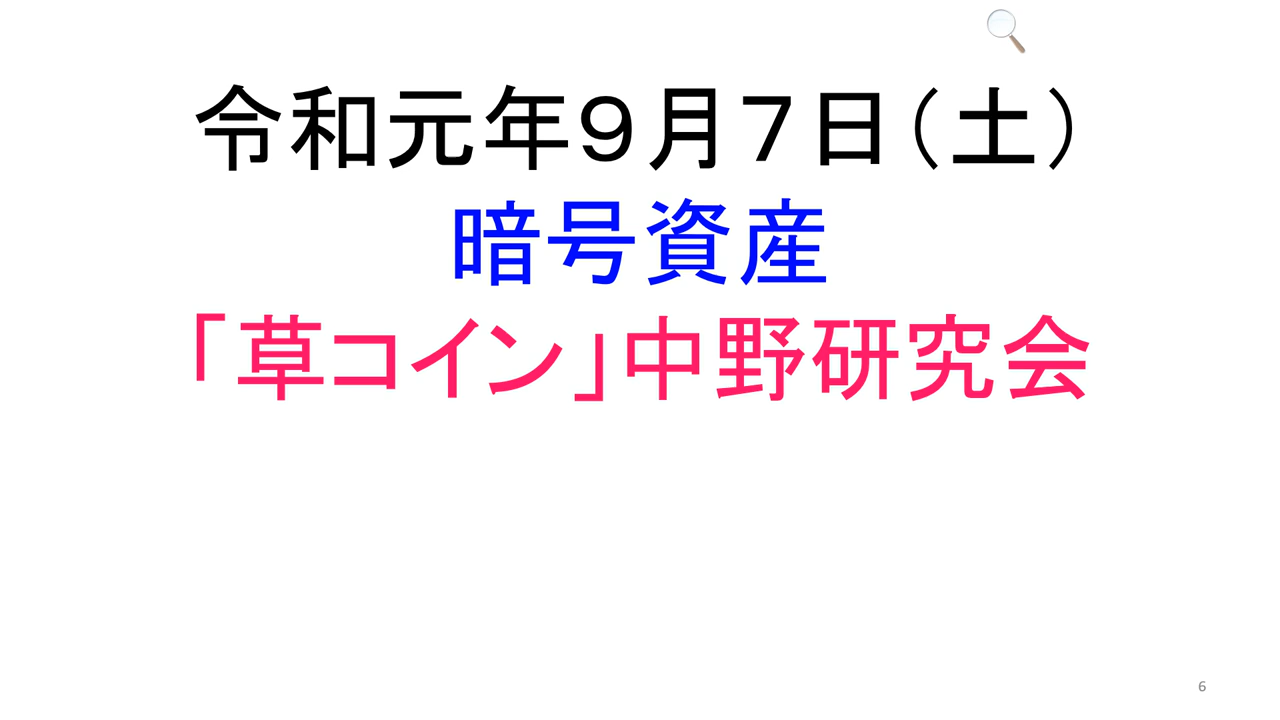 令和元年９月７日（土）
暗号資産
「草コイン」中野研究会
6